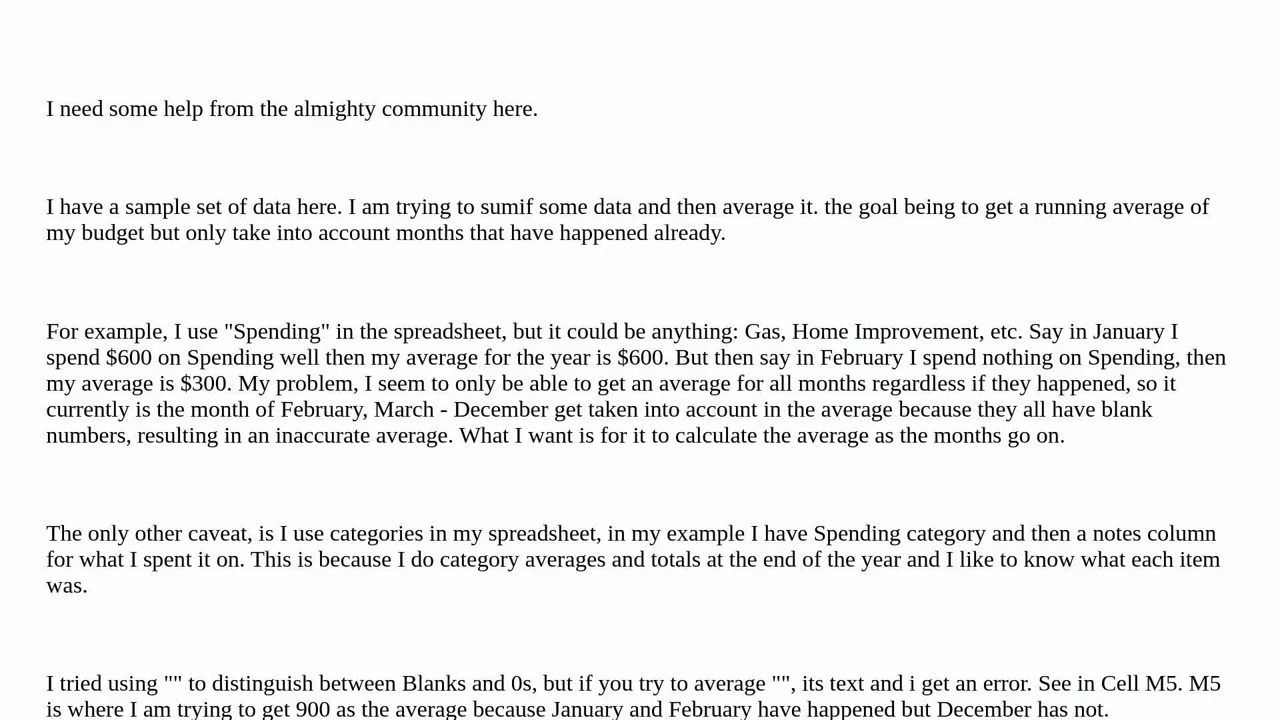 I need some help from the almighty community here.
I have a sample set of data here. I am trying to sumif some data and then average it. the goal being to get a running average of
my budget but only take into account months that have happened already.
For example, I use "Spending" in the spreadsheet, but it could be anything: Gas, Home Improvement, etc. Say in January I
spend $600 on Spending well then my average for the year is $600. But then say in February I spend nothing on Spending, then
my average is $300. My problem, I seem to only be able to get an average for all months regardless if they happened, so it
currently is the month of February, March - December get taken into account in the average because they all have blank
numbers, resulting in an inaccurate average. What I want is for it to calculate the average as the months go on.
The only other caveat, is I use categories in my spreadsheet, in my example I have Spending category and then a notes column
for what I spent it on. This is because I do category averages and totals at the end of the year and I like to know what each item
was.
I tried using "" to distinguish between Blanks and 0s, but if you try to average "", its text and i get an error. See in Cell M5. M5
is where I am trying to get 900 as the average because January and February have happened but December has not.